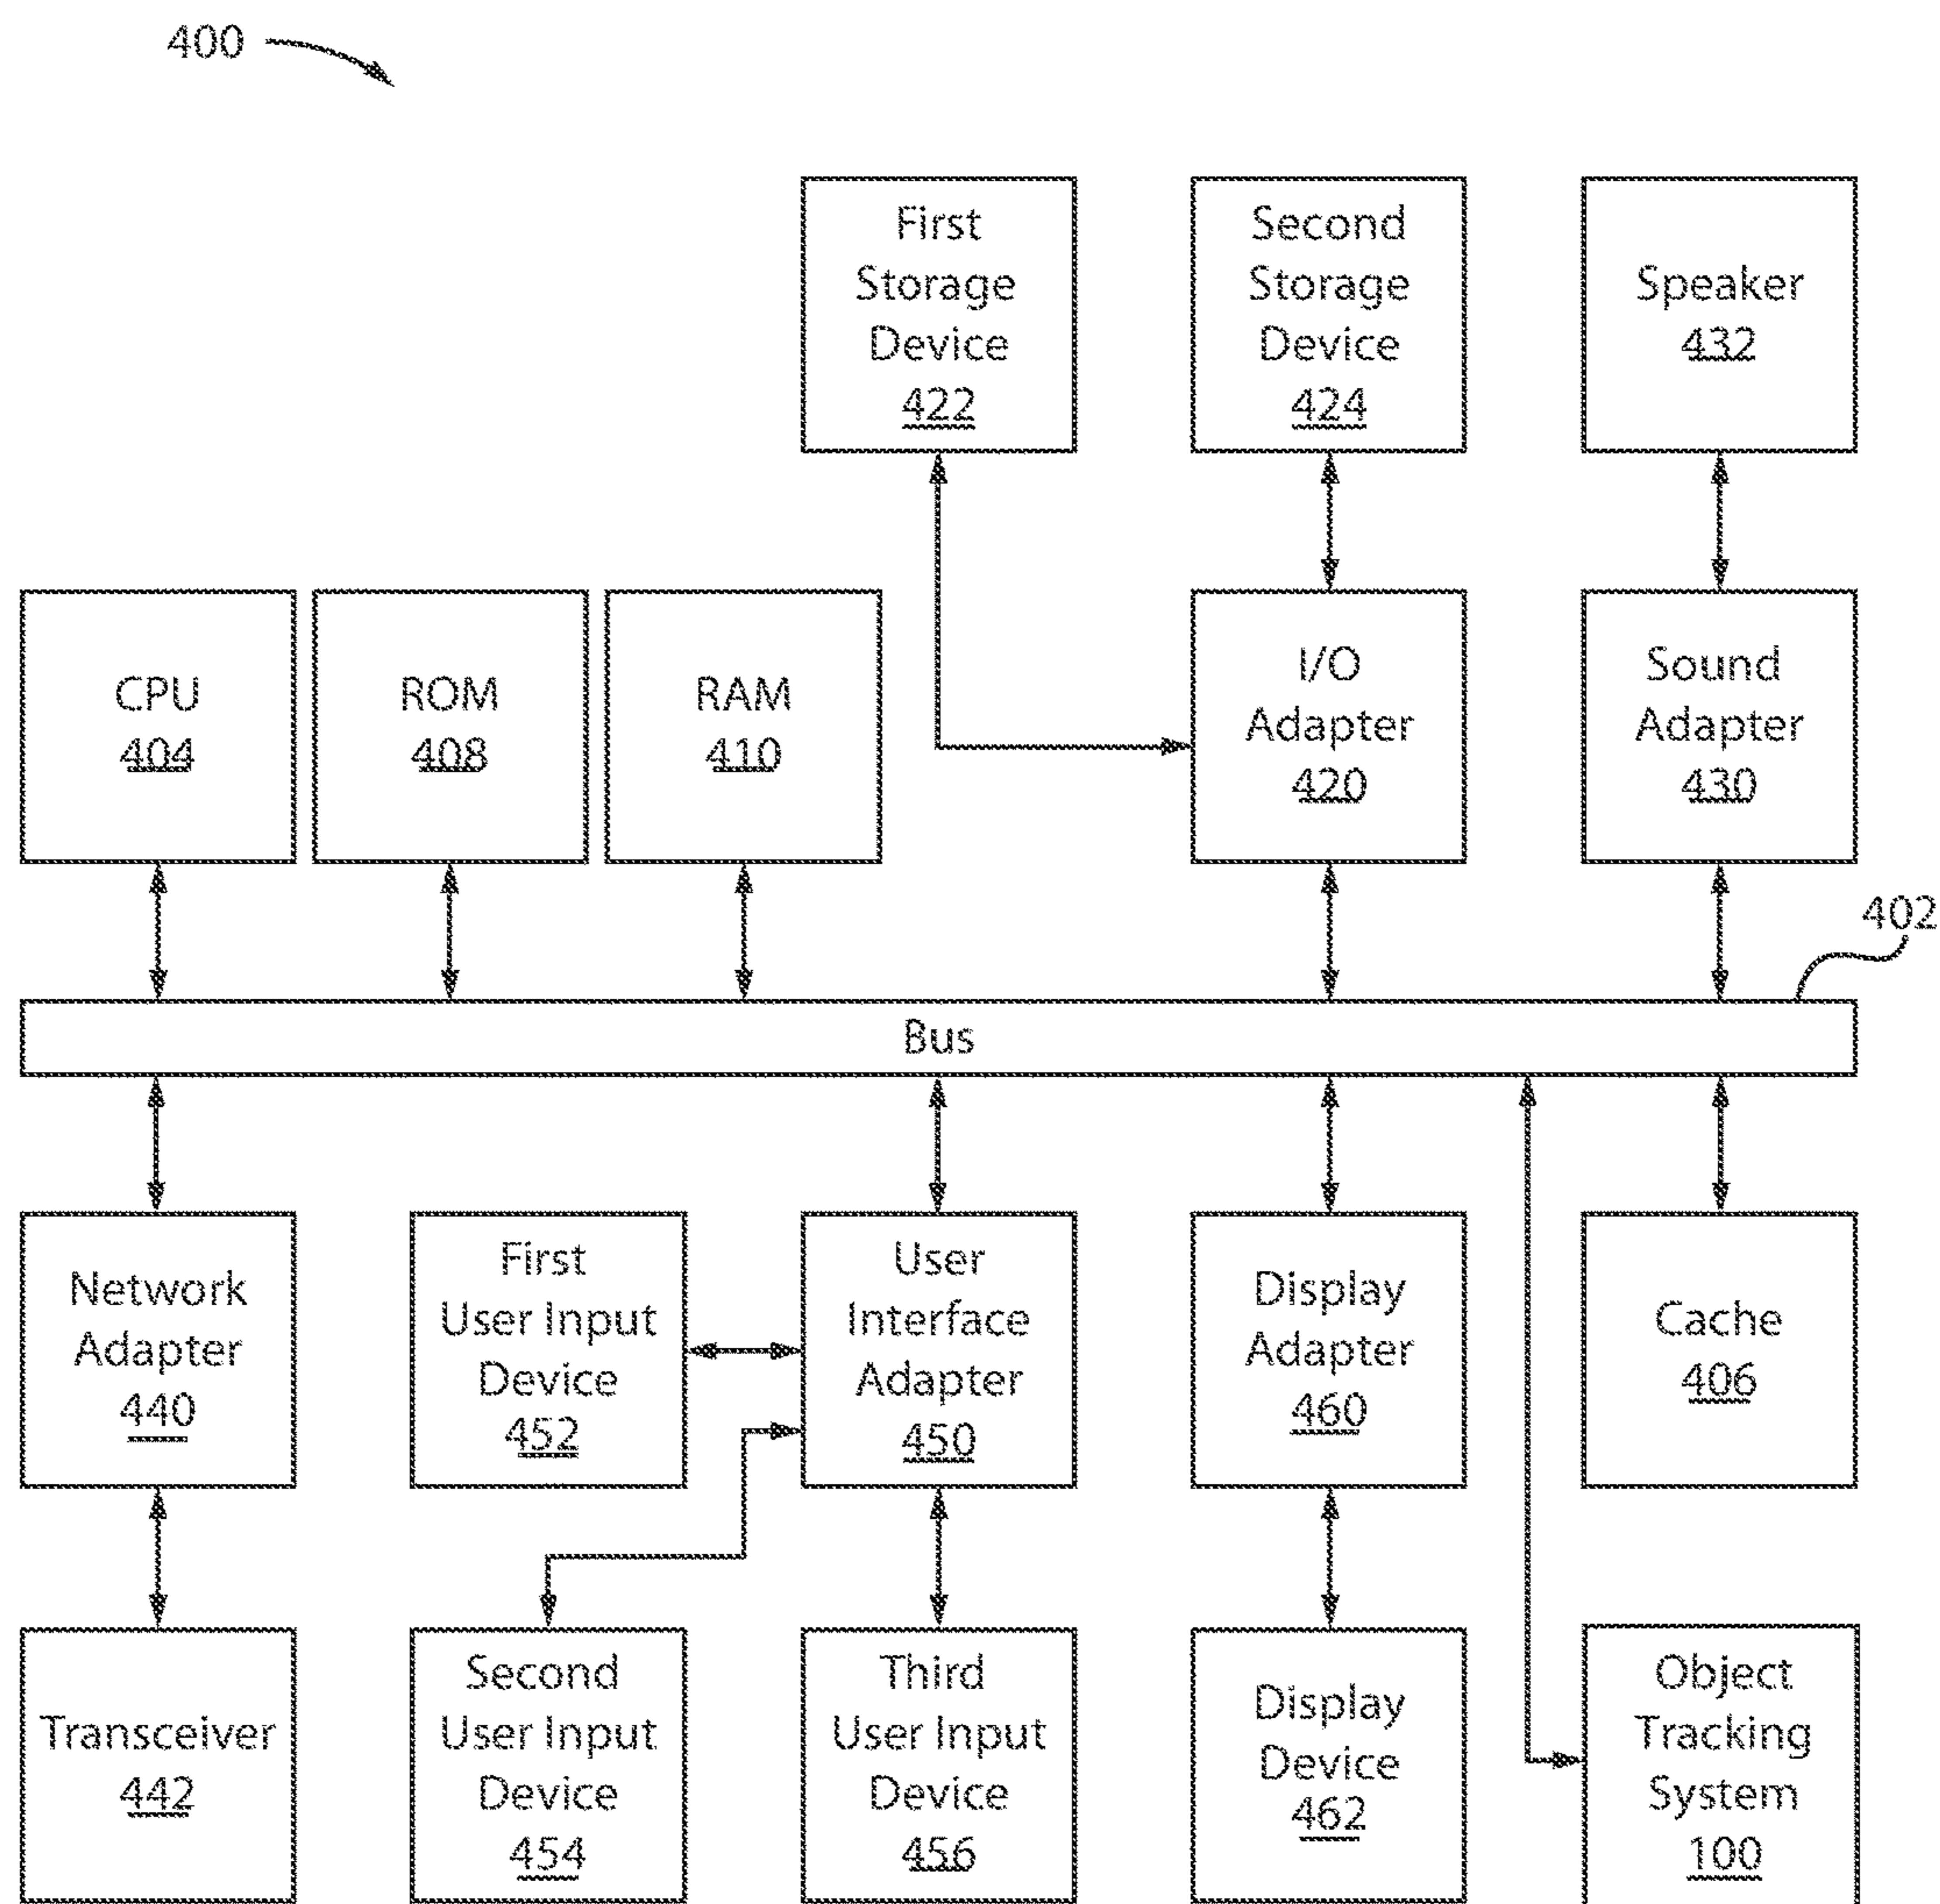 400
First
Storage
Device
422
Second
Storage
Device
424
Speaker
432
CPU
404
ROM
408
RAM
410
I/O
Adapter
420
Sound
Adapter
430
402
Bus
Network
Adapter
440
First
User Input
Device
452
User
Interface
Adapter
450
Display
Adapter
460
Cache
406
Transceiver
442
Second
User Input
Device
454
Third
User Input
Device
456
Display
Device
462
Object
Tracking
System
100